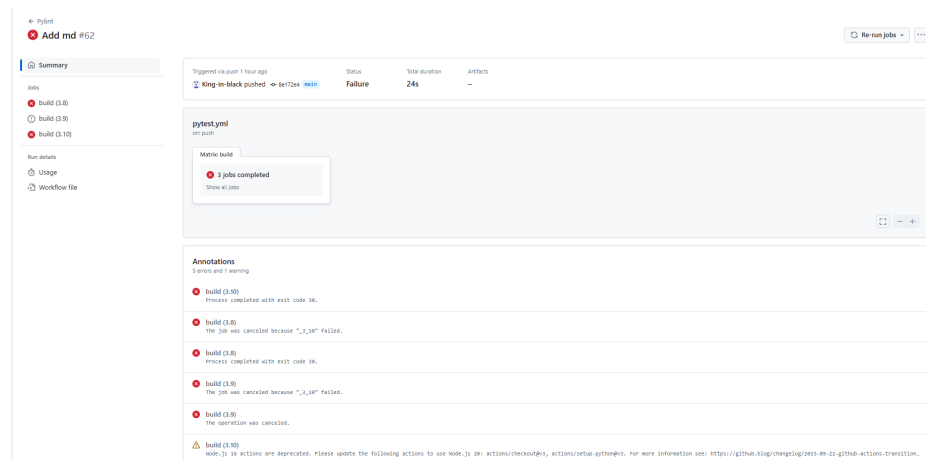 ← Pylint
Add md #62
Re-run jobs
Summary
Jobs
build (3.8)
build (3.9)
build (3.10)
Run details
Usage
Workflow file
Triggered via push 1 hour ago
King-in-black pushed 8e172e4 main
Status
Failure
Total duration
24s
Artifacts
–
pytest.yml
on: push
Matrix: build
3 jobs completed
Show all jobs
Annotations
5 errors and 1 warning
build (3.10)
Process completed with exit code 30.
build (3.8)
The job was canceled because "_3_10" failed.
build (3.8)
Process completed with exit code 30.
build (3.9)
The job was canceled because "_3_10" failed.
build (3.9)
The operation was canceled.
build (3.10)
Node.js 16 actions are deprecated. Please update the following actions to use Node.js 20: actions/checkout@v3, actions/setup-python@v3. For more information see: https://github.blog/changelog/2023-09-22-github-actions-transition…